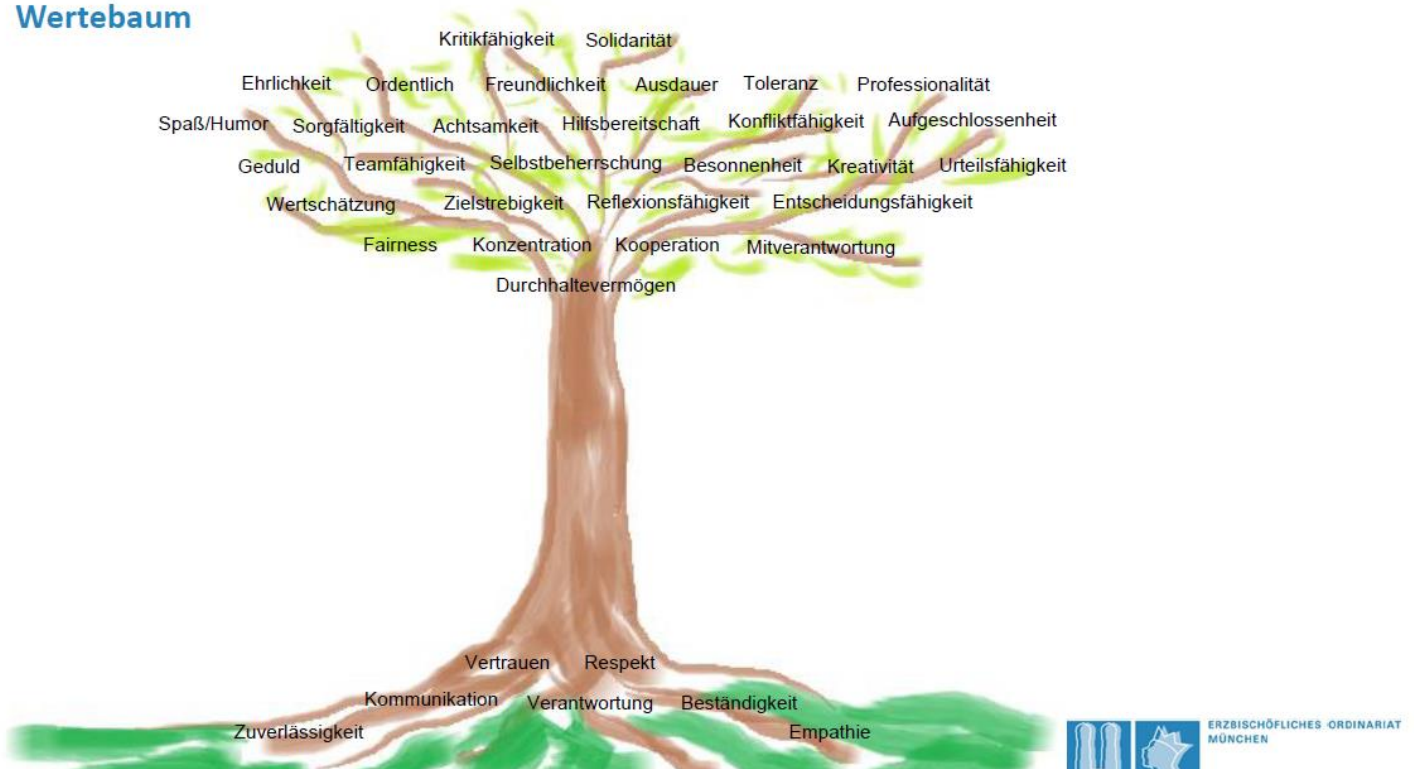 Wertebaum
Kritikfähigkeit Solidarität
Ehrlichkeit Ordentlich Freundlichkeit Ausdauer Toleranz Professionalität
Spaß/Humor Sorgfältigkeit Achtsamkeit Hilfsbereitschaft Konfliktfähigkeit Aufgeschlossenheit
Geduld Teamfähigkeit Selbstbeherrschung Besonnenheit Kreativität Urteilsfähigkeit
Wertschätzung Zielstrebigkeit Reflexionsfähigkeit Entscheidungsfähigkeit
Fairness Konzentration Kooperation Mitverantwortung
Durchhaltevermögen
Vertrauen Respekt
Kommunikation Verantwortung Beständigkeit
Zuverlässigkeit Empathie
ERZBISCHÖFLICHES ORDINARIAT
MÜNCHEN